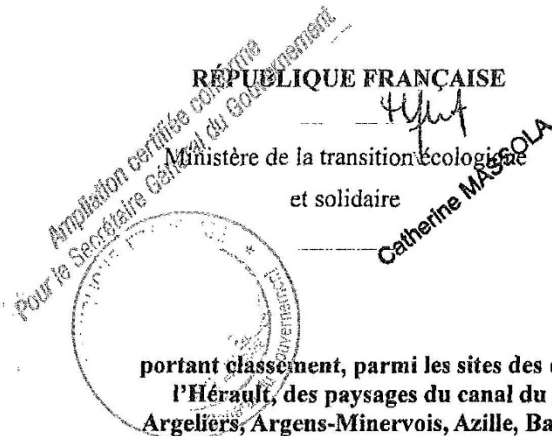 RÉPUBLIQUE FRANÇAISE
Ampliation certifiée conforme
Pour le Secrétaire Général du Gouvernement
Ministère de la transition écologique
et solidaire
Catherine MASSOLA
portant classement, parmi les sites des
l'Hérault, des paysages du canal du
Argeliers, Argens-Minervois, Azille, Ba